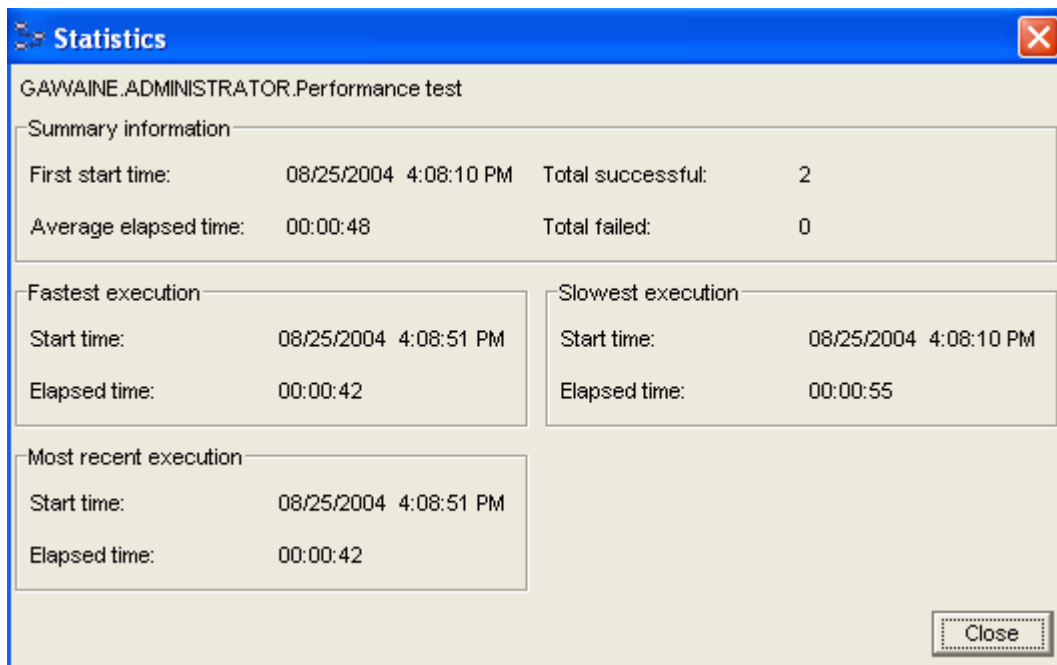 Statistics
GAWAINE.ADMINISTRATOR.Performance test
Summary information
First start time: 08/25/2004 4:08:10 PM Total successful: 2
Average elapsed time: 00:00:48 Total failed: 0
Fastest execution
Start time: 08/25/2004 4:08:51 PM
Elapsed time: 00:00:42
Slowest execution
Start time: 08/25/2004 4:08:10 PM
Elapsed time: 00:00:55
Most recent execution
Start time: 08/25/2004 4:08:51 PM
Elapsed time: 00:00:42
Close